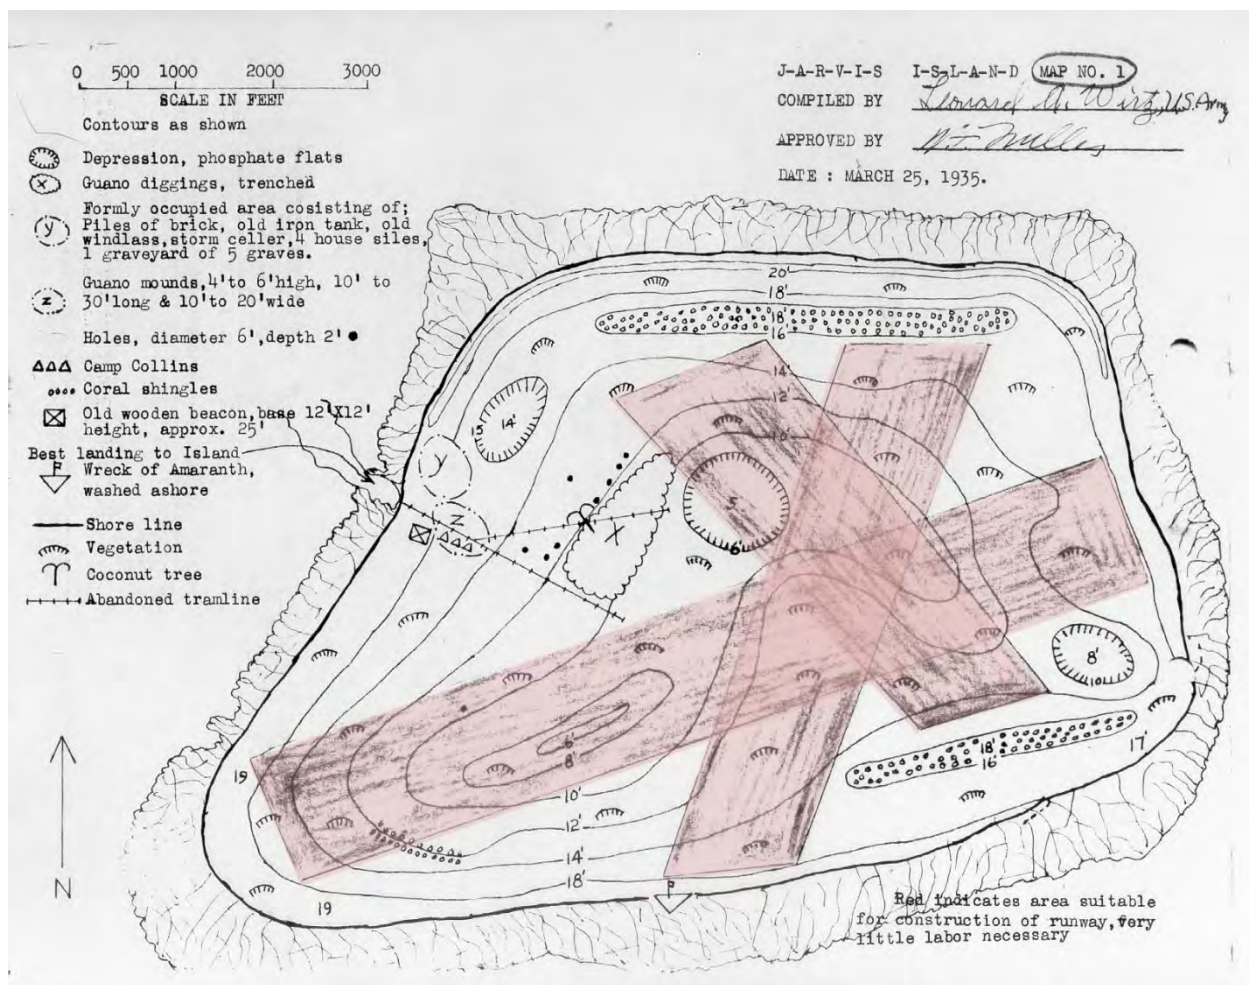 0 500 1000 2000 3000
SCALE IN FEET
Contours as shown
Depression, phosphate flats
X Guano diggings, trenched
Formly occupied area cosisting of;
y Piles of brick, old iron tank, old
windlass,storm celler,4 house siles,
1 graveyard of 5 graves.
Guano mounds,4'to 6'high, 10' to
z 30'long & 10'to 20'wide
Holes, diameter 6',depth 2'
Camp Collins
Coral shingles
Old wooden beacon,base 12'X12'
height, approx. 25'
Best landing to Island
Wreck of Amaranth,
washed ashore
Shore line
Vegetation
Coconut tree
Abandoned tramline
N
J-A-R-V-I-S I-S-L-A-N-D MAP NO. 1
COMPILED BY Leonard A. Wirtz, U.S. Army
APPROVED BY
DATE : MARCH 25, 1935.
20'
18'
18'
16'
14'
12'
10'
15 14'
y
z
X
5
6'
8'
10
6'
8'
10'
12'
14'
18'
18'
16'
17'
19
19
Red indicates area suitable
for construction of runway,very
little labor necessary